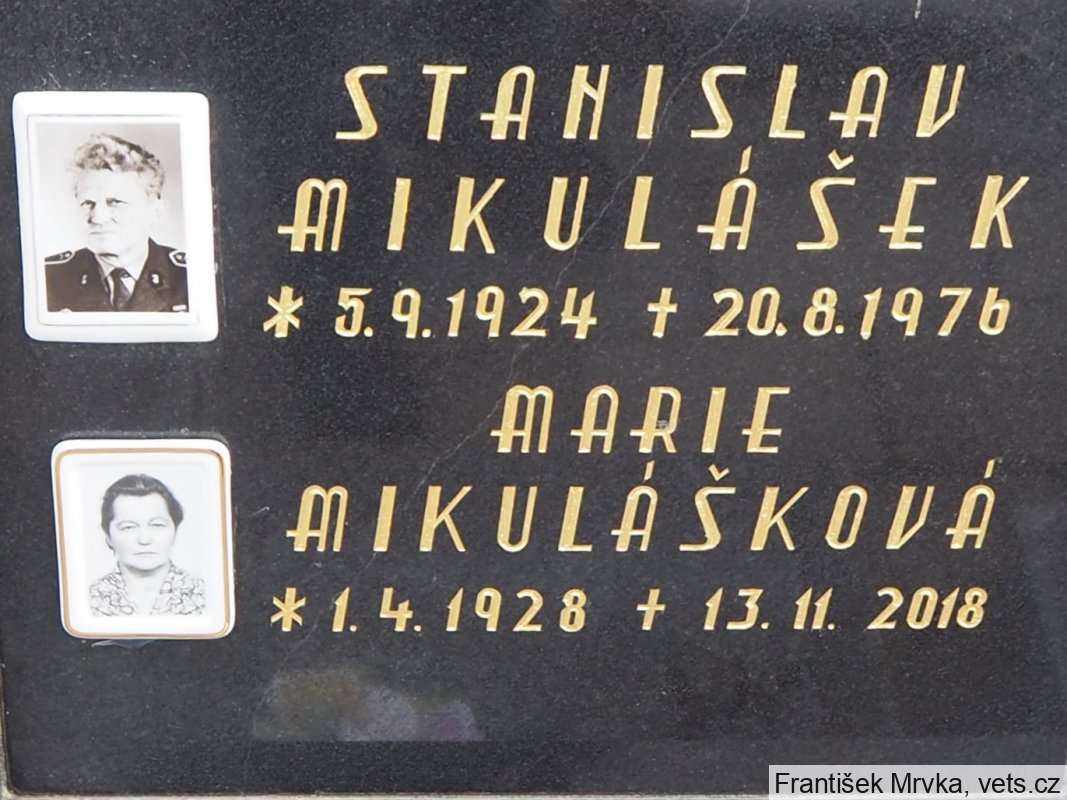 STANISLAV
MIKULÁŠEK
* 5.9.1924 † 20.8.1976
MARIE
MIKULÁŠKOVÁ
* 1.4.1928 † 13.11.2018
František Mrvka, vets.cz